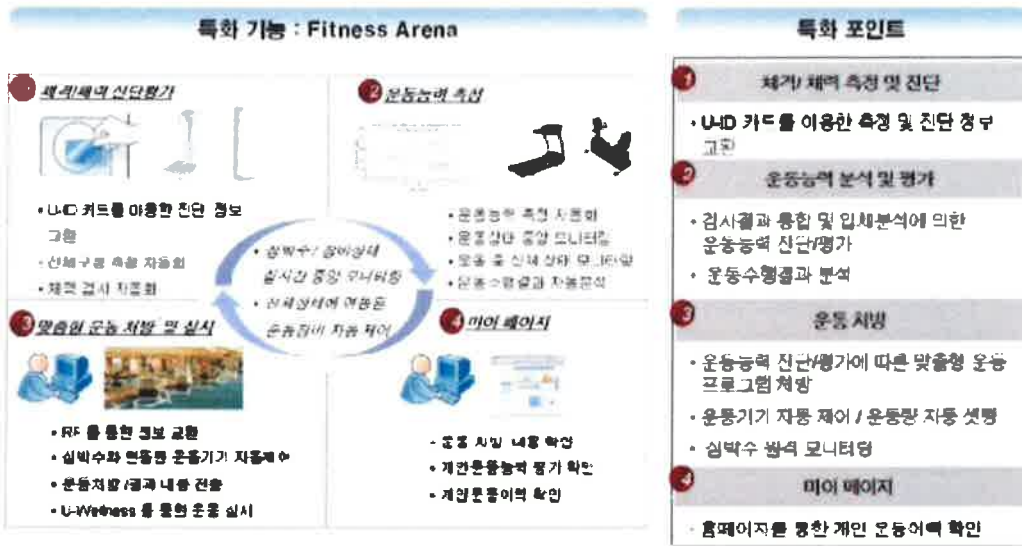 특화 기능 : Fitness Arena
체격/체력 진단평가
• U-ID 카드를 이용한 진단 정보
교환
• 신체구성 측정 자동화
• 체력 검사 자동화
2 운동능력 측정
• 운동능력 측정 자동화
• 운동상태 중앙 모니터링
• 운동 중 신체 상태 모니터링
• 운동수행결과 자동분석
• 심박수 / 장비상태
실시간 중앙 모니터링
• 신체상태에 연동된
운동장비 자동 제어
3 맞춤형 운동 처방 및 실시
• RF 를 통한 정보 교환
• 심박수와 연동된 운동기기 자동제어
• 운동처방/결과 내용 전송
• U-Wellness 를 통한 운동 실시
4 마이 페이지
• 운동 처방 내용 확인
• 개인운동능력 평가 확인
• 개인운동이력 확인
특화 포인트
1 체격/ 체력 측정 및 진단
• U-ID 카드를 이용한 측정 및 진단 정보
교환
2 운동능력 분석 및 평가
• 검사결과 통합 및 입체분석에 의한
운동능력 진단/평가
• 운동수행결과 분석
3 운동 처방
• 운동능력 진단/평가에 따른 맞춤형 운동
프로그램 처방
• 운동기기 자동 제어 / 운동량 자동 셋팅
• 심박수 원격 모니터링
4 마이 페이지
· 홈페이지를 통한 개인 운동이력 확인